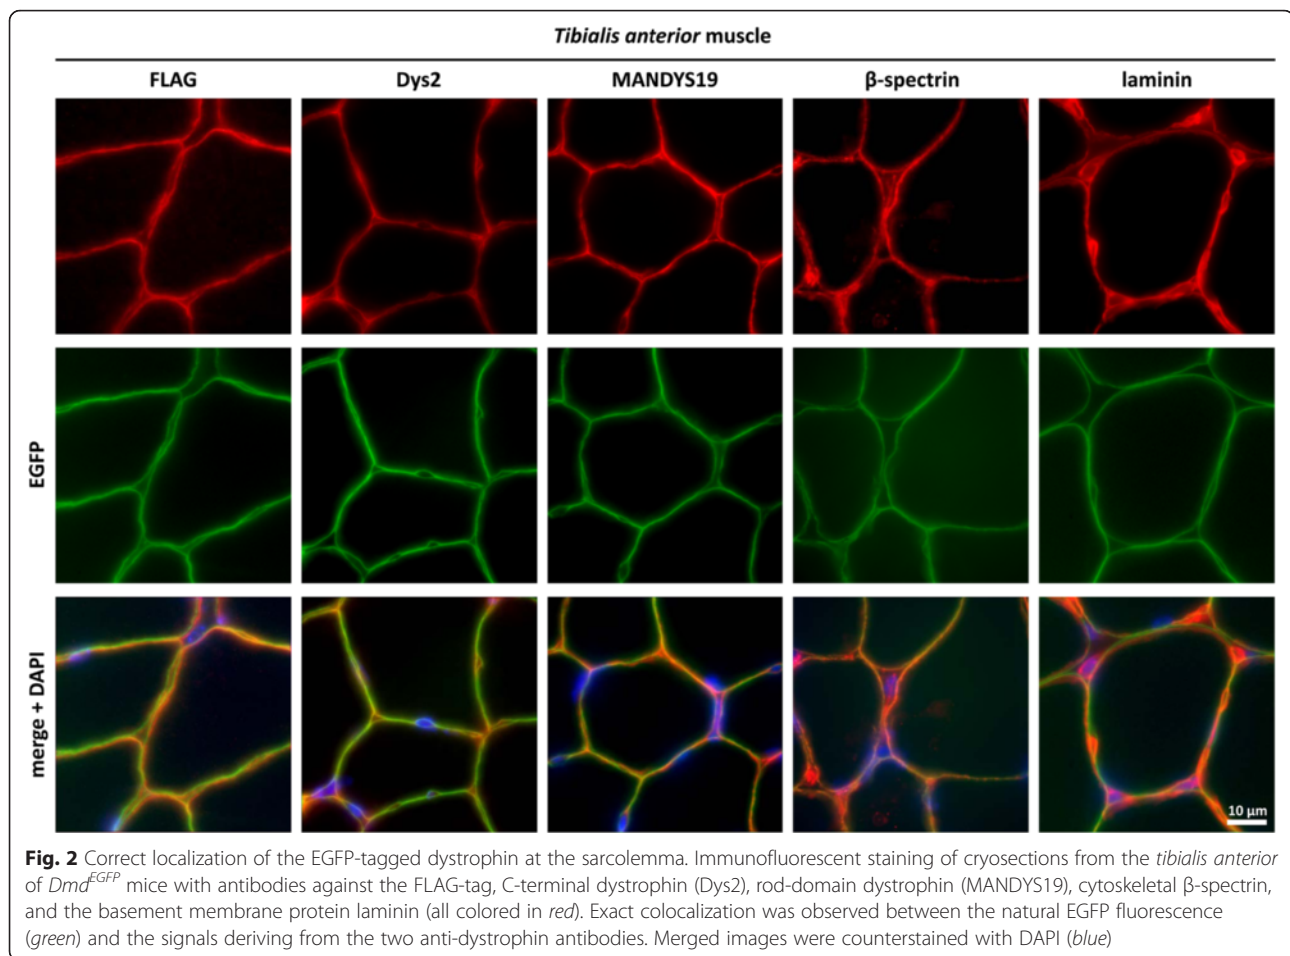 Tibialis anterior muscle
FLAG Dys2 MANDYS19 β-spectrin laminin
EGFP
merge + DAPI
10 µm
Fig. 2 Correct localization of the EGFP-tagged dystrophin at the sarcolemma. Immunofluorescent staining of cryosections from the tibialis anterior
of Dmd^EGFP mice with antibodies against the FLAG-tag, C-terminal dystrophin (Dys2), rod-domain dystrophin (MANDYS19), cytoskeletal β-spectrin,
and the basement membrane protein laminin (all colored in red). Exact colocalization was observed between the natural EGFP fluorescence
(green) and the signals deriving from the two anti-dystrophin antibodies. Merged images were counterstained with DAPI (blue)